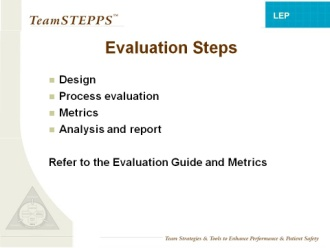 TeamSTEPPS™
LEP
Evaluation Steps
Design
Process evaluation
Metrics
Analysis and report
Refer to the Evaluation Guide and Metrics
Team Strategies & Tools to Enhance Performance & Patient Safety